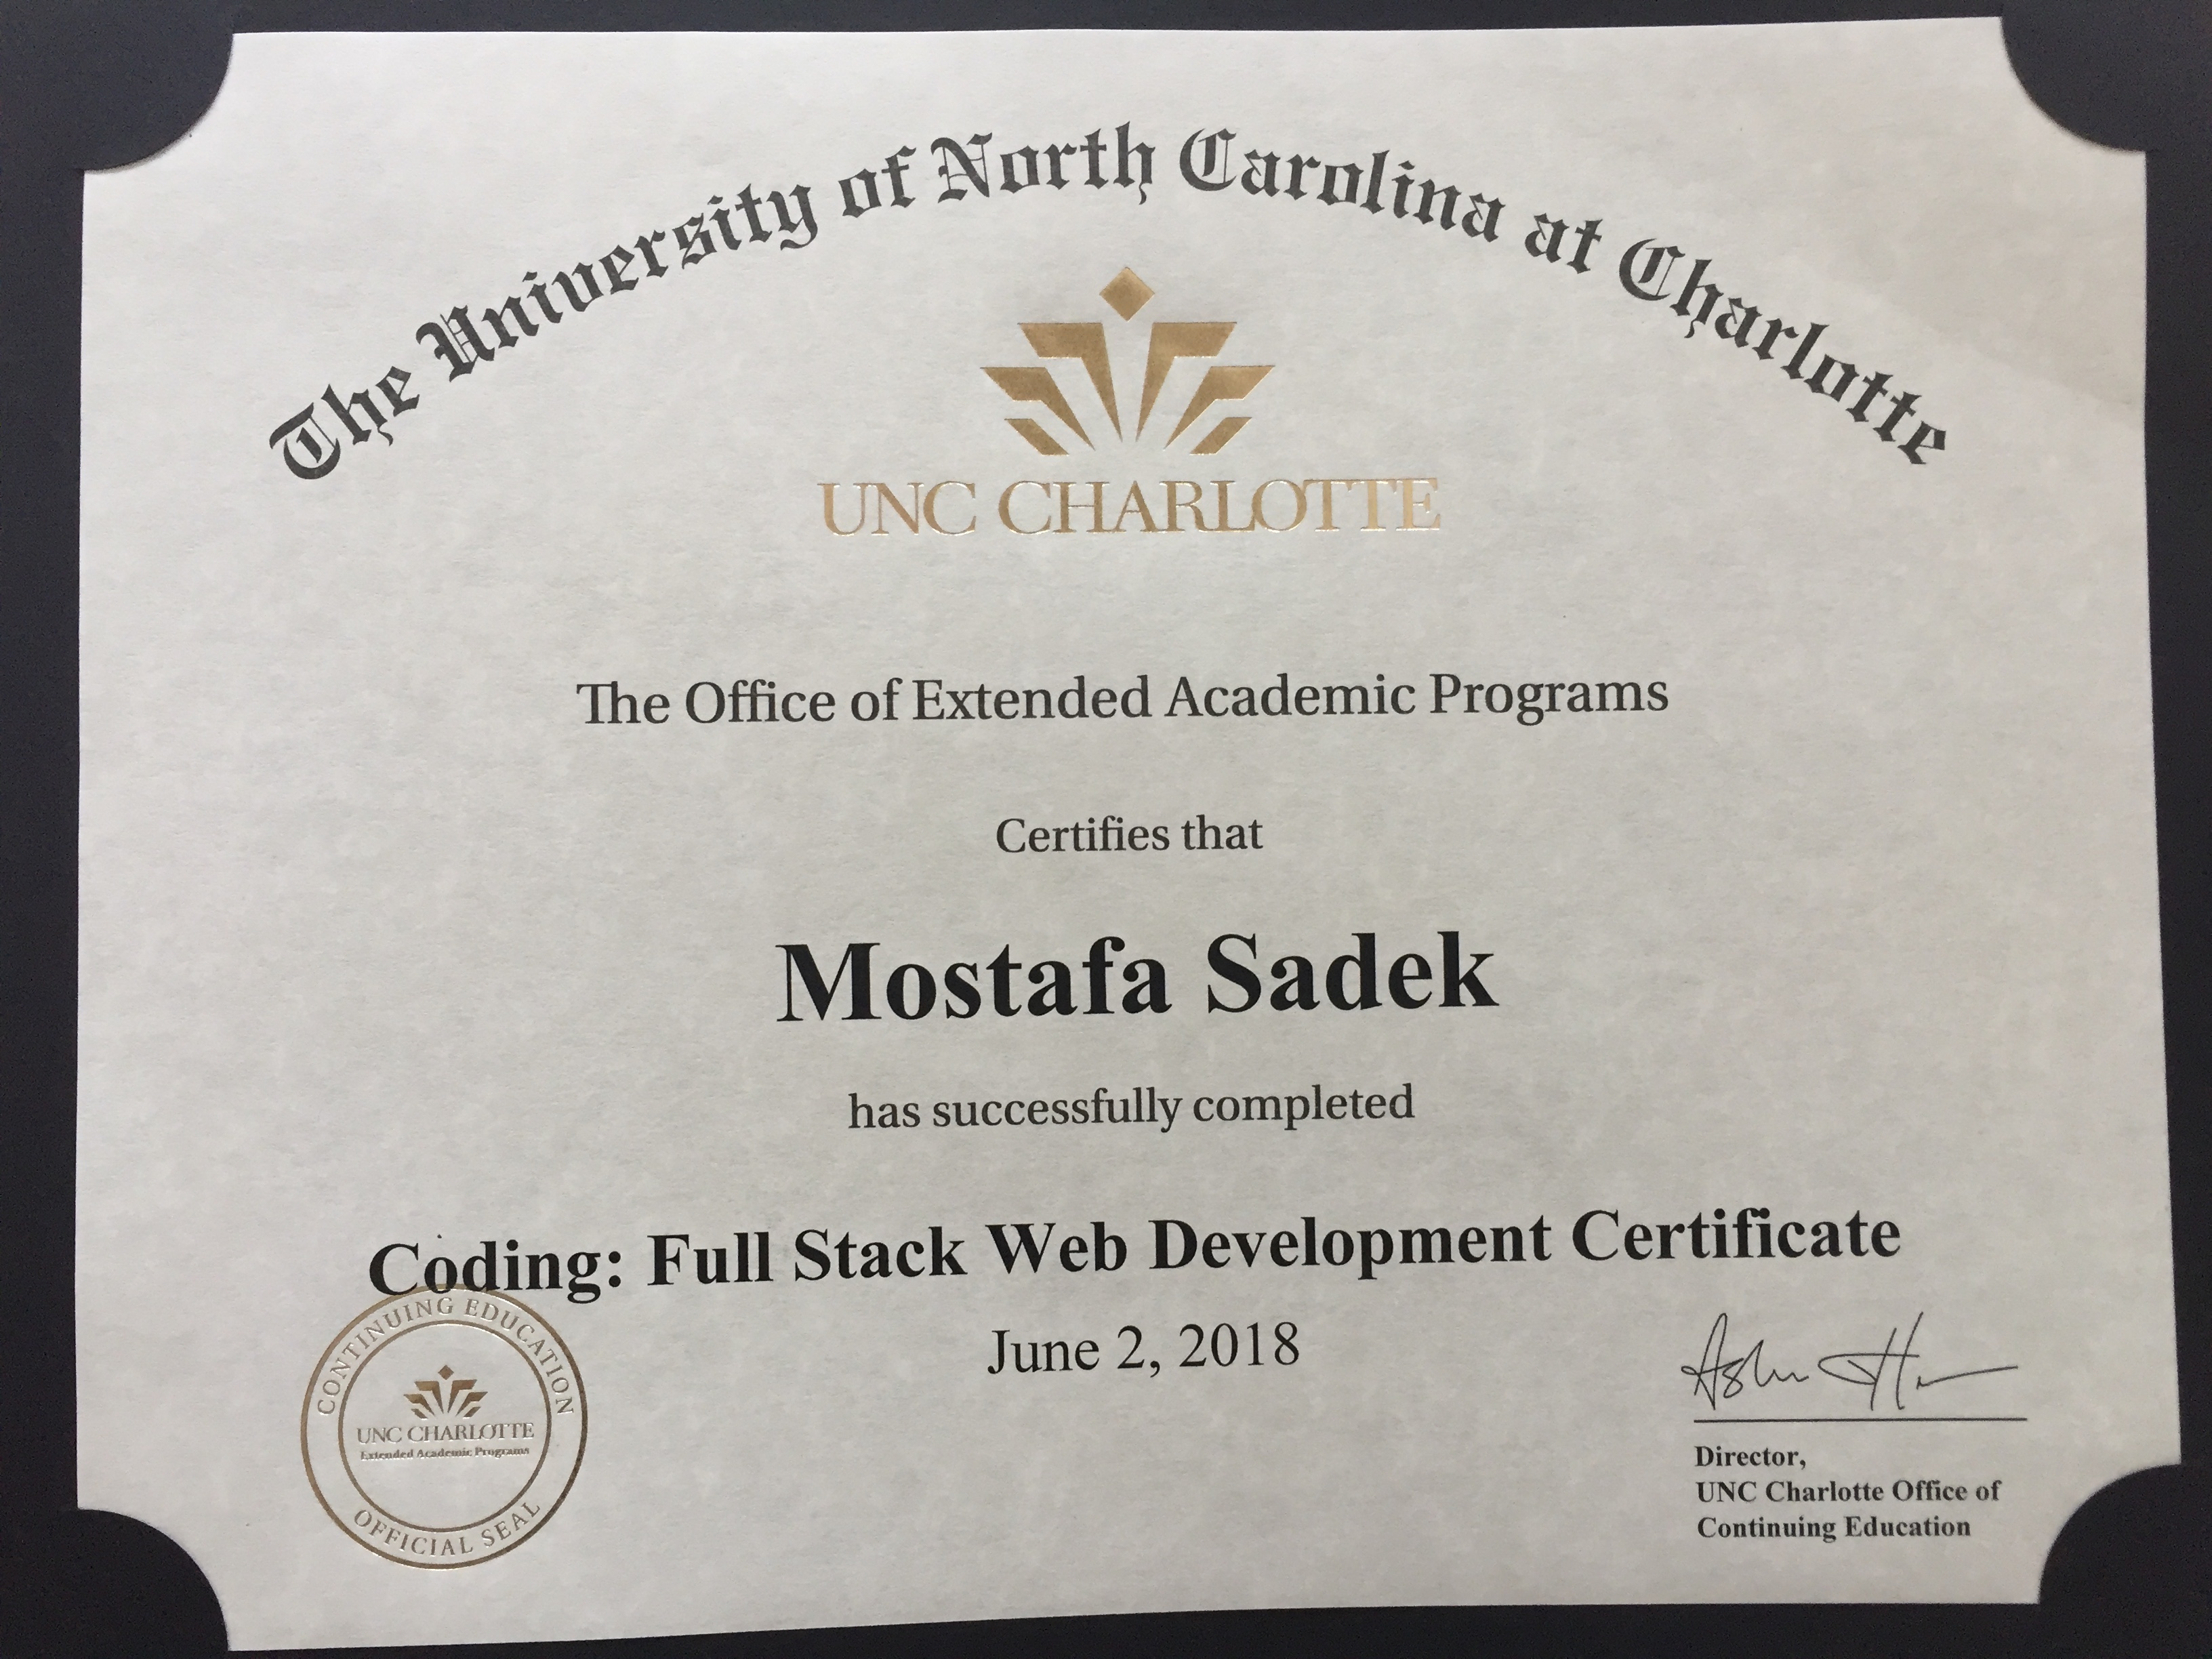 The University of North Carolina at Charlotte
UNC CHARLOTTE
The Office of Extended Academic Programs
Certifies that
Mostafa Sadek
has successfully completed
Coding: Full Stack Web Development Certificate
June 2, 2018
CONTINUING EDUCATION
UNC CHARLOTTE
Extended Academic Programs
OFFICIAL SEAL
Director,
UNC Charlotte Office of
Continuing Education